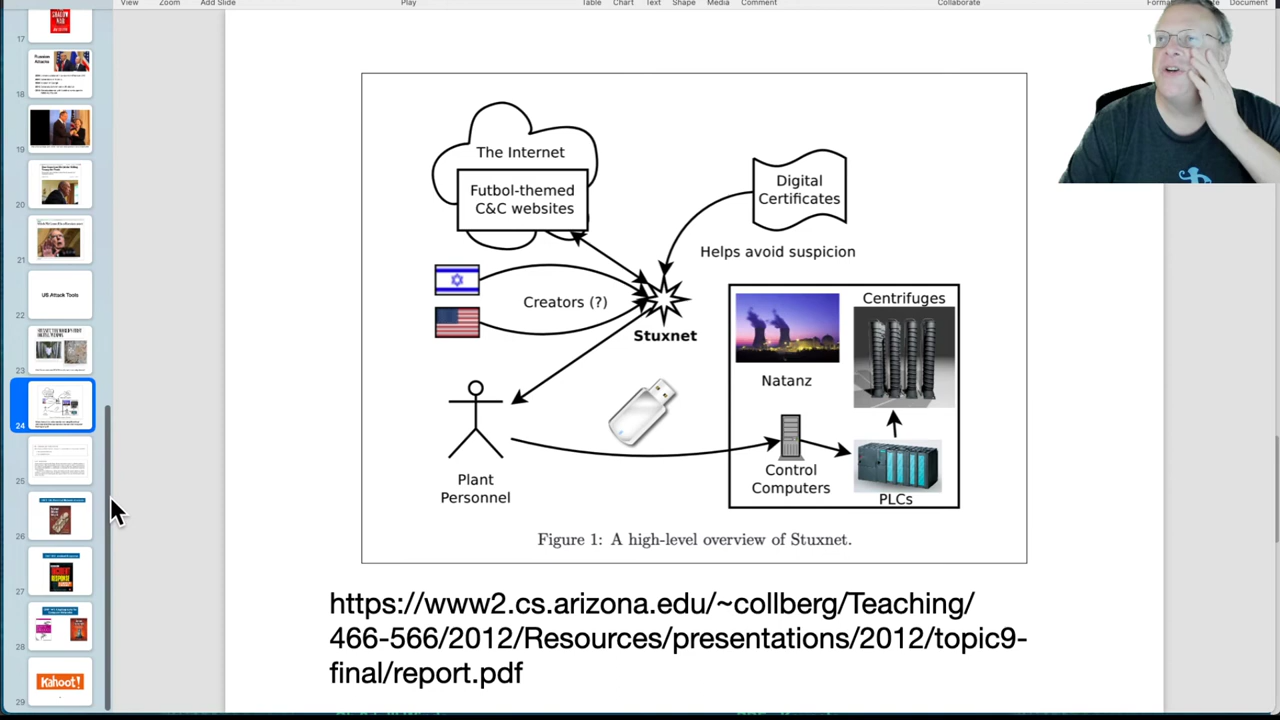 View Zoom Add Slide Play Table Chart Text Shape Media Comment Collaborate Format Document
17
18
19
20
21
22
23
24
25
26
27
28
29
US Attack Tools
Kahoot!
The Internet
Futbol-themed
C&C websites
Digital
Certificates
Helps avoid suspicion
Creators (?)
Stuxnet
Centrifuges
Natanz
Control
Computers
PLCs
Plant
Personnel
Figure 1: A high-level overview of Stuxnet.
https://www2.cs.arizona.edu/~collberg/Teaching/
466-566/2012/Resources/presentations/2012/topic9-
final/report.pdf